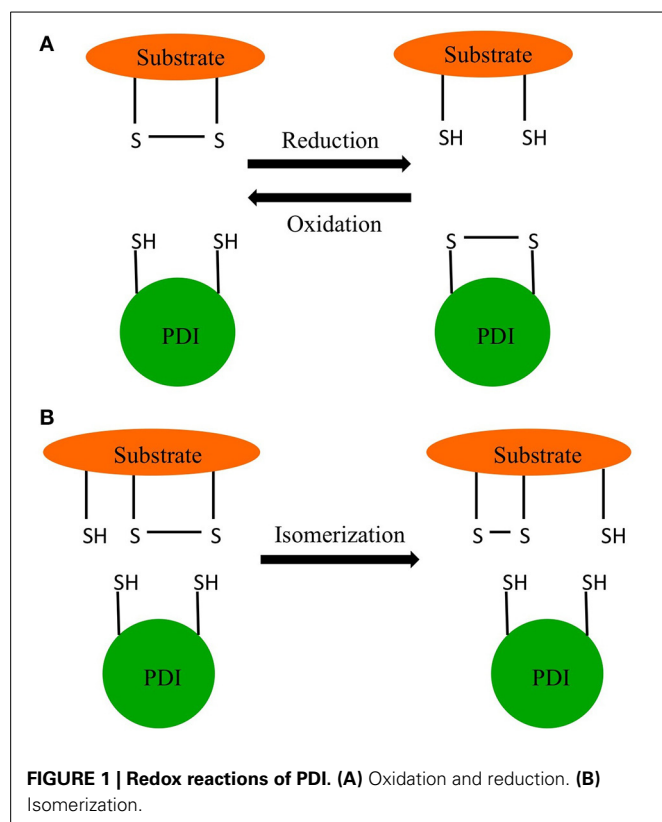 A
Substrate
Substrate
S S
SH SH
Reduction
Oxidation
SH SH
S S
PDI
PDI
B
Substrate
Substrate
SH S S
S S SH
Isomerization
SH SH
SH SH
PDI
PDI
FIGURE 1 | Redox reactions of PDI. (A) Oxidation and reduction. (B)
Isomerization.